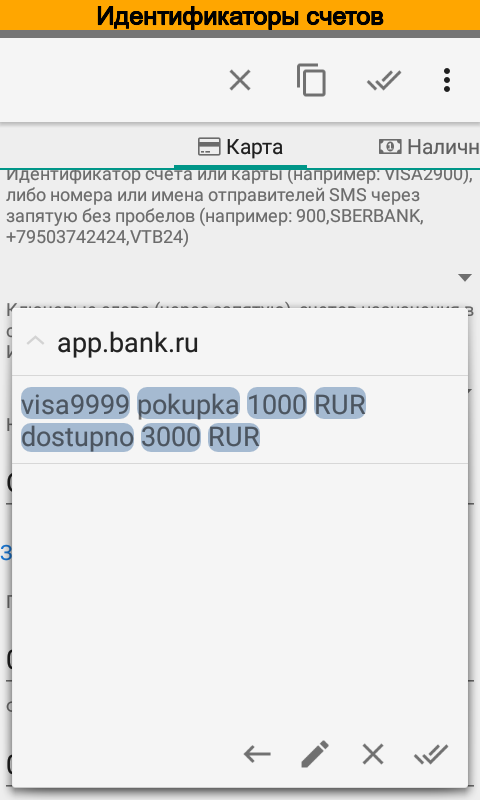 Идентификаторы счетов
Карта
Наличн
Идентификатор счета или карты (например: VISA2900),
либо номера или имена отправителей SMS через
запятую без пробелов (например: 900,SBERBANK,
+79503742424,VTB24)
app.bank.ru
visa9999 pokupka 1000 RUR
dostupno 3000 RUR